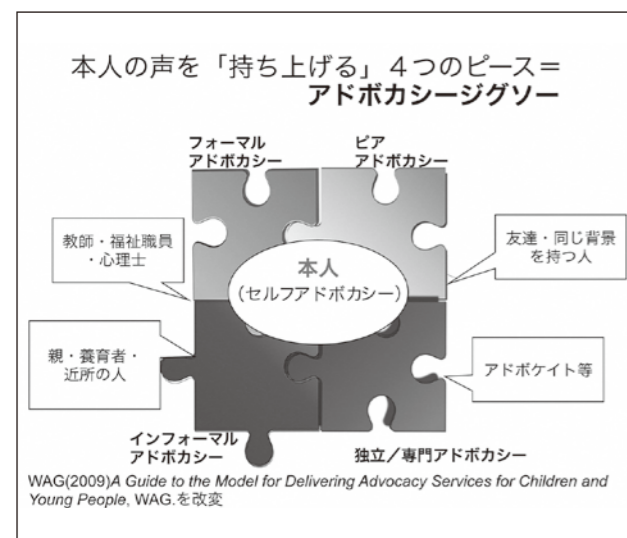 本人の声を「持ち上げる」４つのピース＝
アドボカシージグソー
フォーマル
アドボカシー
ピア
アドボカシー
教師・福祉職員
・心理士
友達・同じ背景
を持つ人
本人
（セルフアドボカシー）
親・養育者・
近所の人
アドボケイト等
インフォーマル
アドボカシー
独立／専門アドボカシー
WAG(2009)A Guide to the Model for Delivering Advocacy Services for Children and
Young People, WAG.を改変